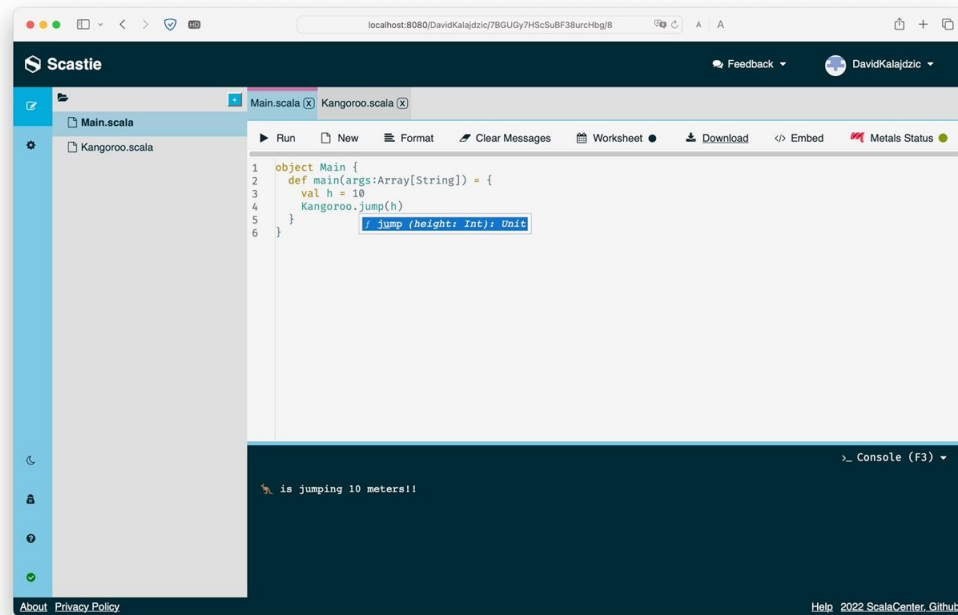 localhost:8080/DavidKalajdzic/7BGUGy7HScSuBF38urcHbg/8
HD
A A
Scastie
Feedback
DavidKalajdzic
+
Main.scala X Kangoroo.scala X
Main.scala
Kangoroo.scala
Run New Format Clear Messages Worksheet Download Embed Metals Status
1 object Main {
2 def main(args:Array[String]) = {
3 val h = 10
4 Kangoroo.jump(h)
5 }
6 }
f jump (height: Int): Unit
>_ Console (F3)
🦘 is jumping 10 meters!!
About Privacy Policy
Help 2022 ScalaCenter, Github